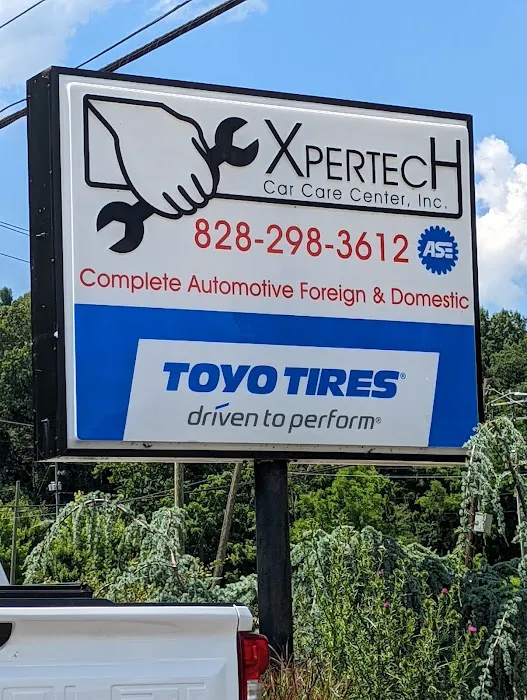 XPERTECH
Car Care Center, Inc.
828-298-3612
ASE
Complete Automotive Foreign & Domestic
TOYO TIRES®
driven to perform®